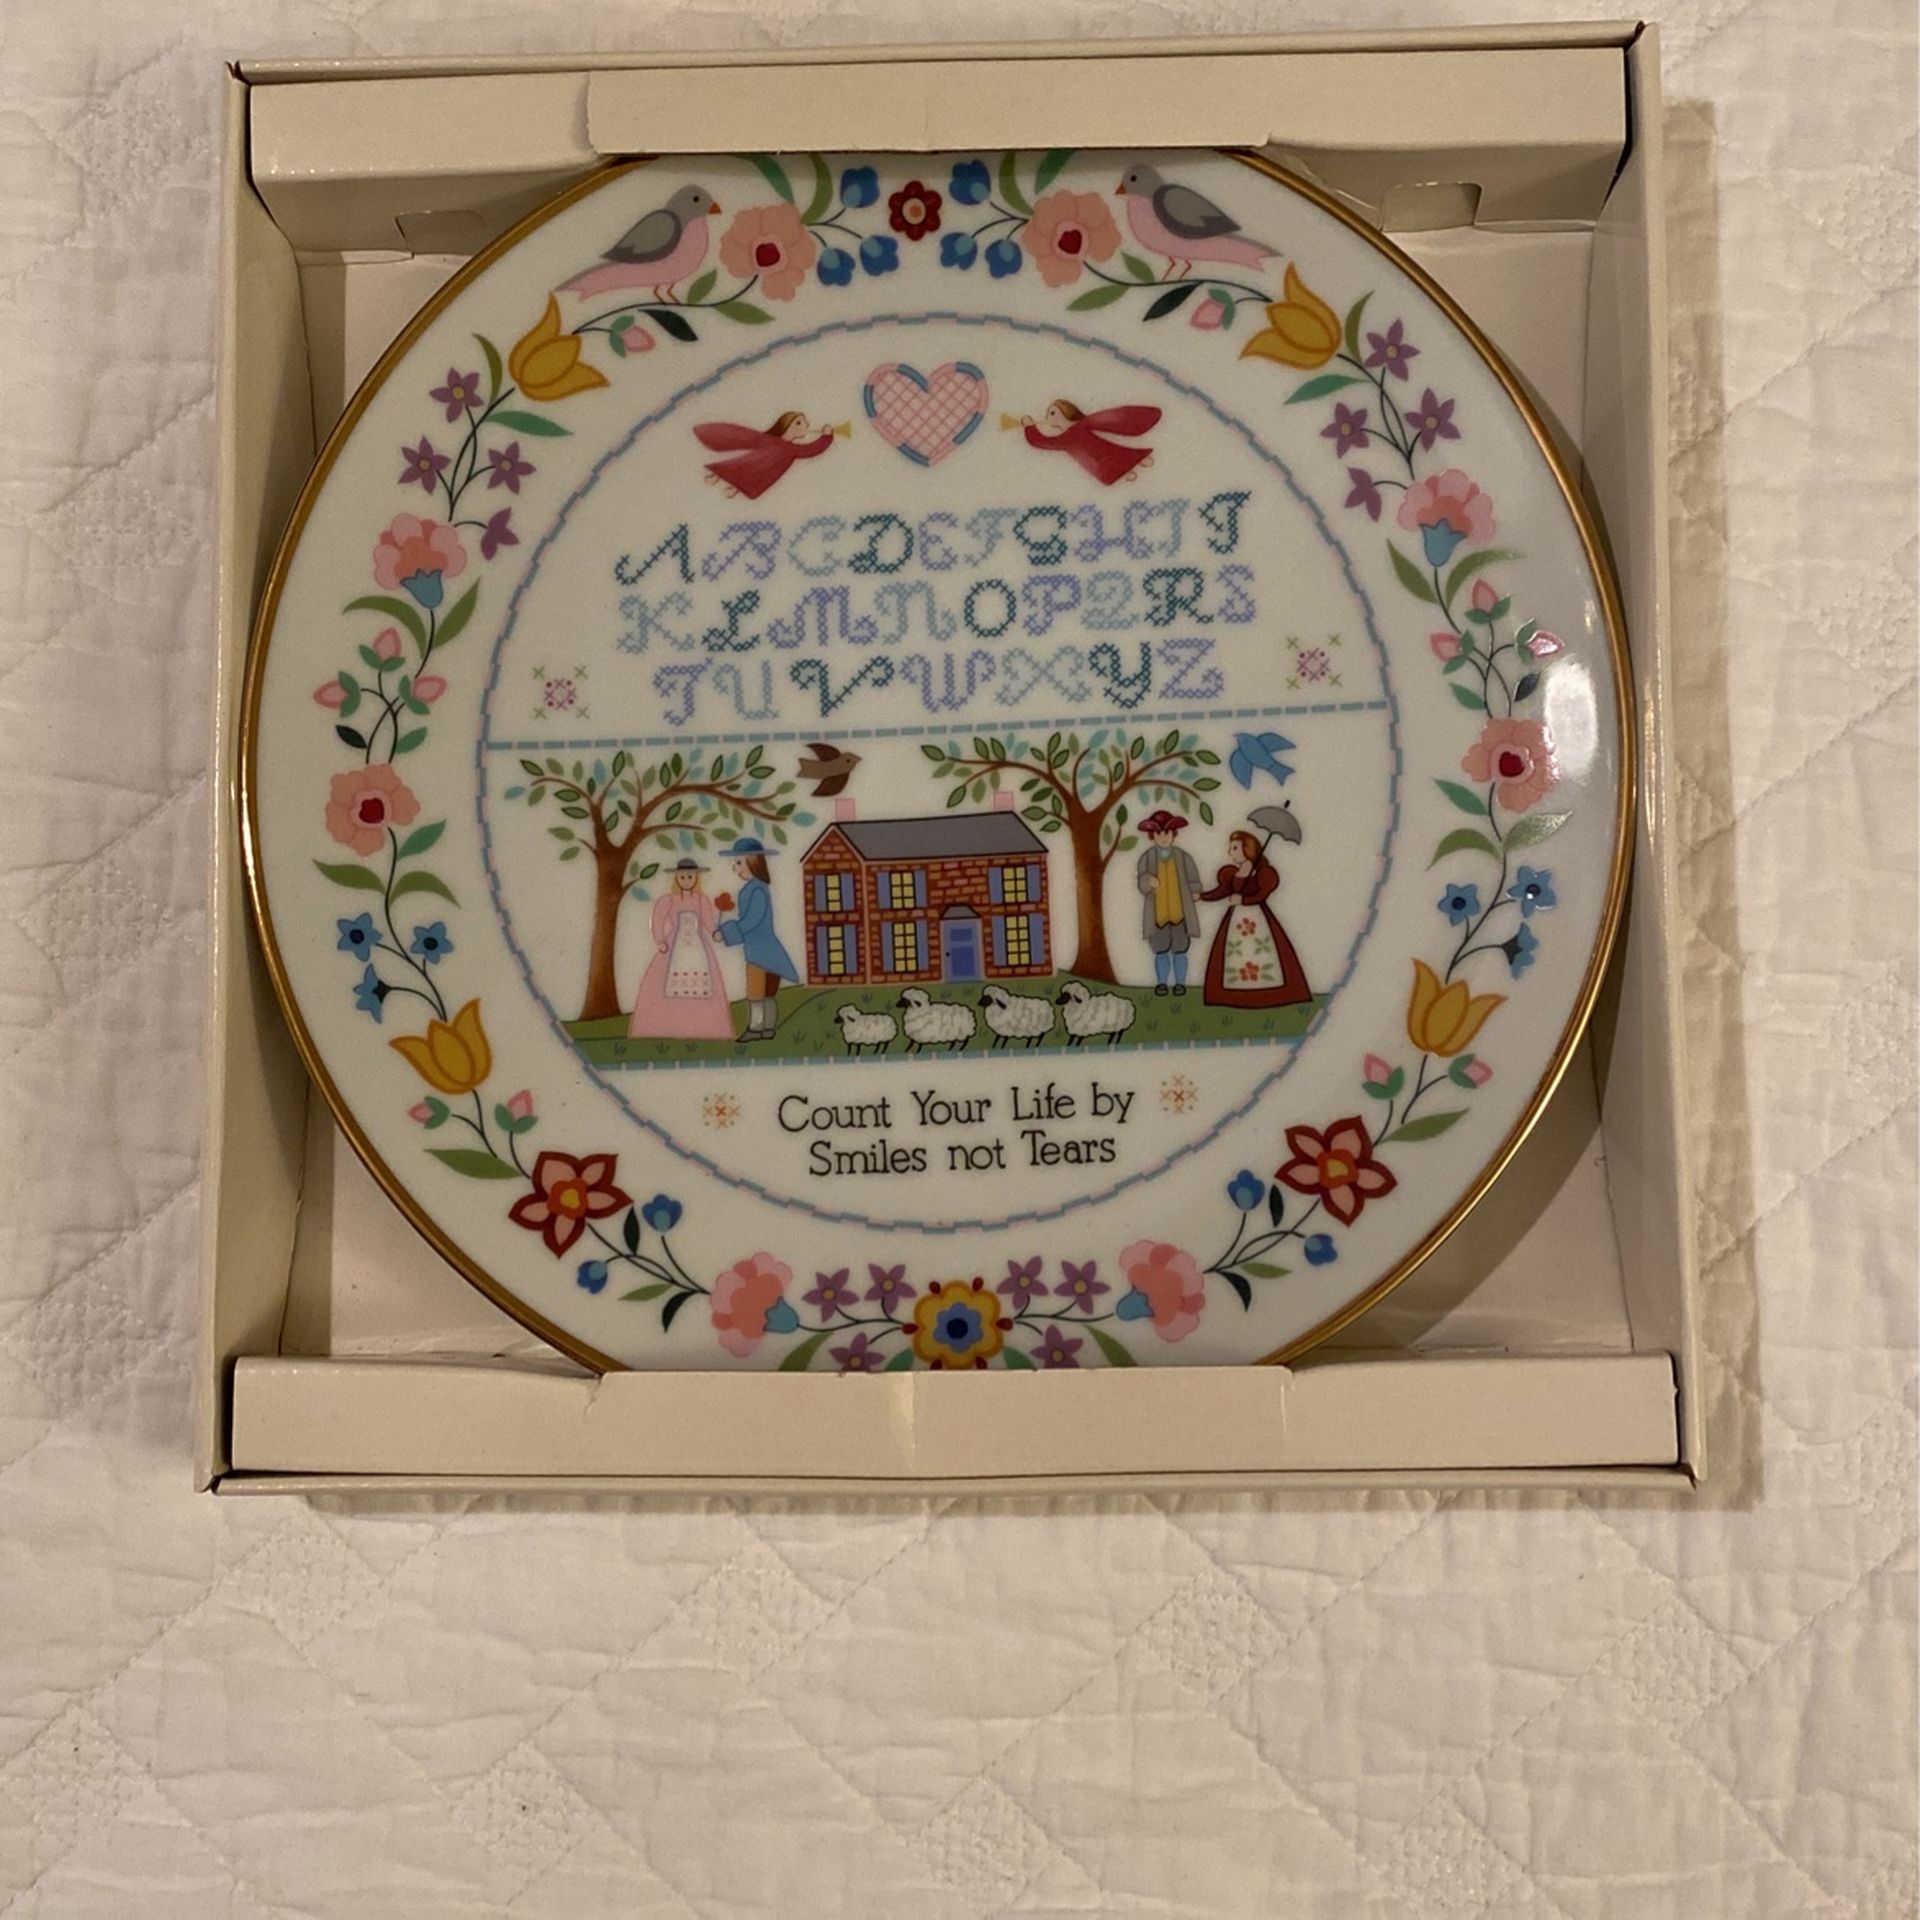 ABCDEFGHIJ
KLMNOPQRS
TUVWXYZ
Count Your Life by
Smiles not Tears